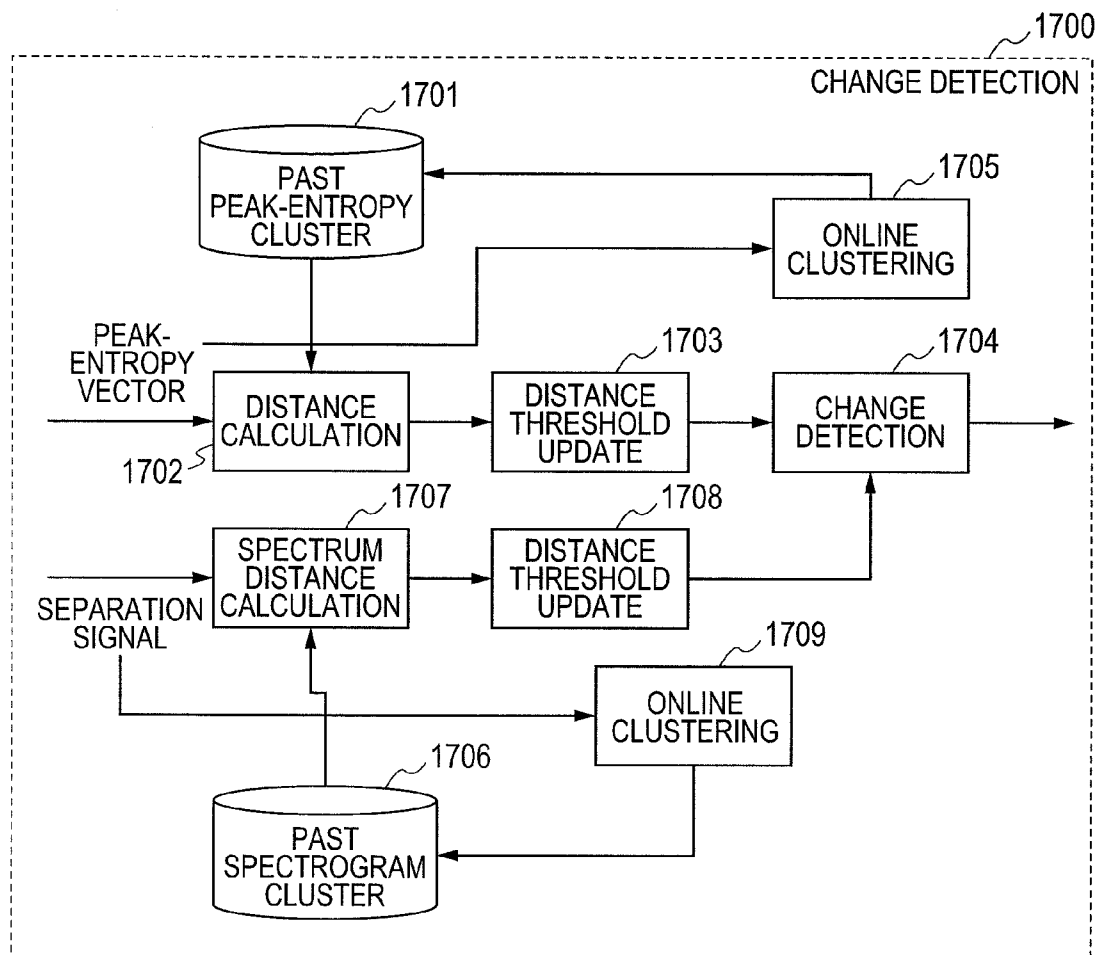 1700
CHANGE DETECTION
1701
PAST
PEAK-ENTROPY
CLUSTER
1705
ONLINE
CLUSTERING
PEAK-
ENTROPY
VECTOR
1702
DISTANCE
CALCULATION
1703
DISTANCE
THRESHOLD
UPDATE
1704
CHANGE
DETECTION
1707
SPECTRUM
DISTANCE
CALCULATION
1708
DISTANCE
THRESHOLD
UPDATE
SEPARATION
SIGNAL
1709
ONLINE
CLUSTERING
1706
PAST
SPECTROGRAM
CLUSTER